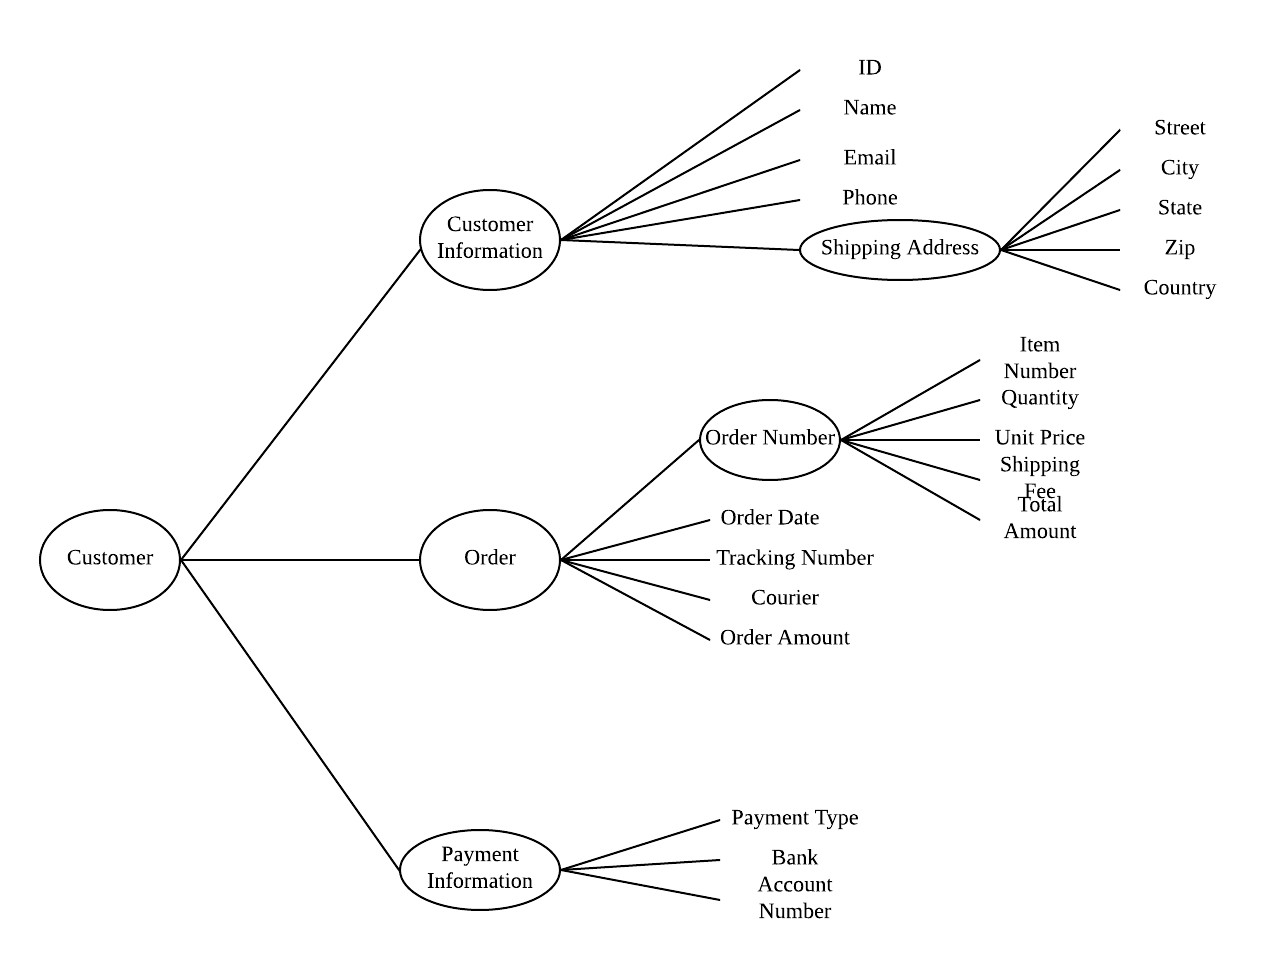 ID
Name
Email
Phone
Street
City
State
Zip
Country
Customer
Information
Shipping Address
Item
Number
Quantity
Order Number
Unit Price
Shipping
Fee
Total
Amount
Order Date
Customer
Order
Tracking Number
Courier
Order Amount
Payment
Information
Payment Type
Bank
Account
Number